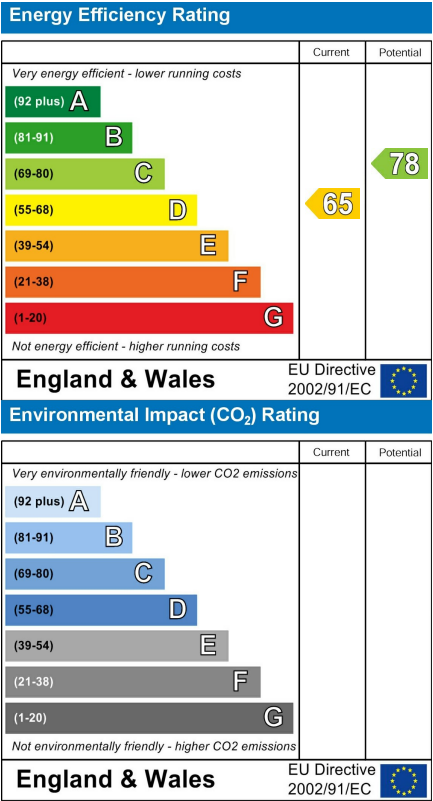 Energy Efficiency Rating
Current Potential
Very energy efficient - lower running costs
(92 plus) A
(81-91) B
(69-80) C
(55-68) D
(39-54) E
(21-38) F
(1-20) G
65
78
Not energy efficient - higher running costs
England & Wales
EU Directive
2002/91/EC
Environmental Impact (CO₂) Rating
Current Potential
Very environmentally friendly - lower CO2 emissions
(92 plus) A
(81-91) B
(69-80) C
(55-68) D
(39-54) E
(21-38) F
(1-20) G
Not environmentally friendly - higher CO2 emissions
England & Wales
EU Directive
2002/91/EC